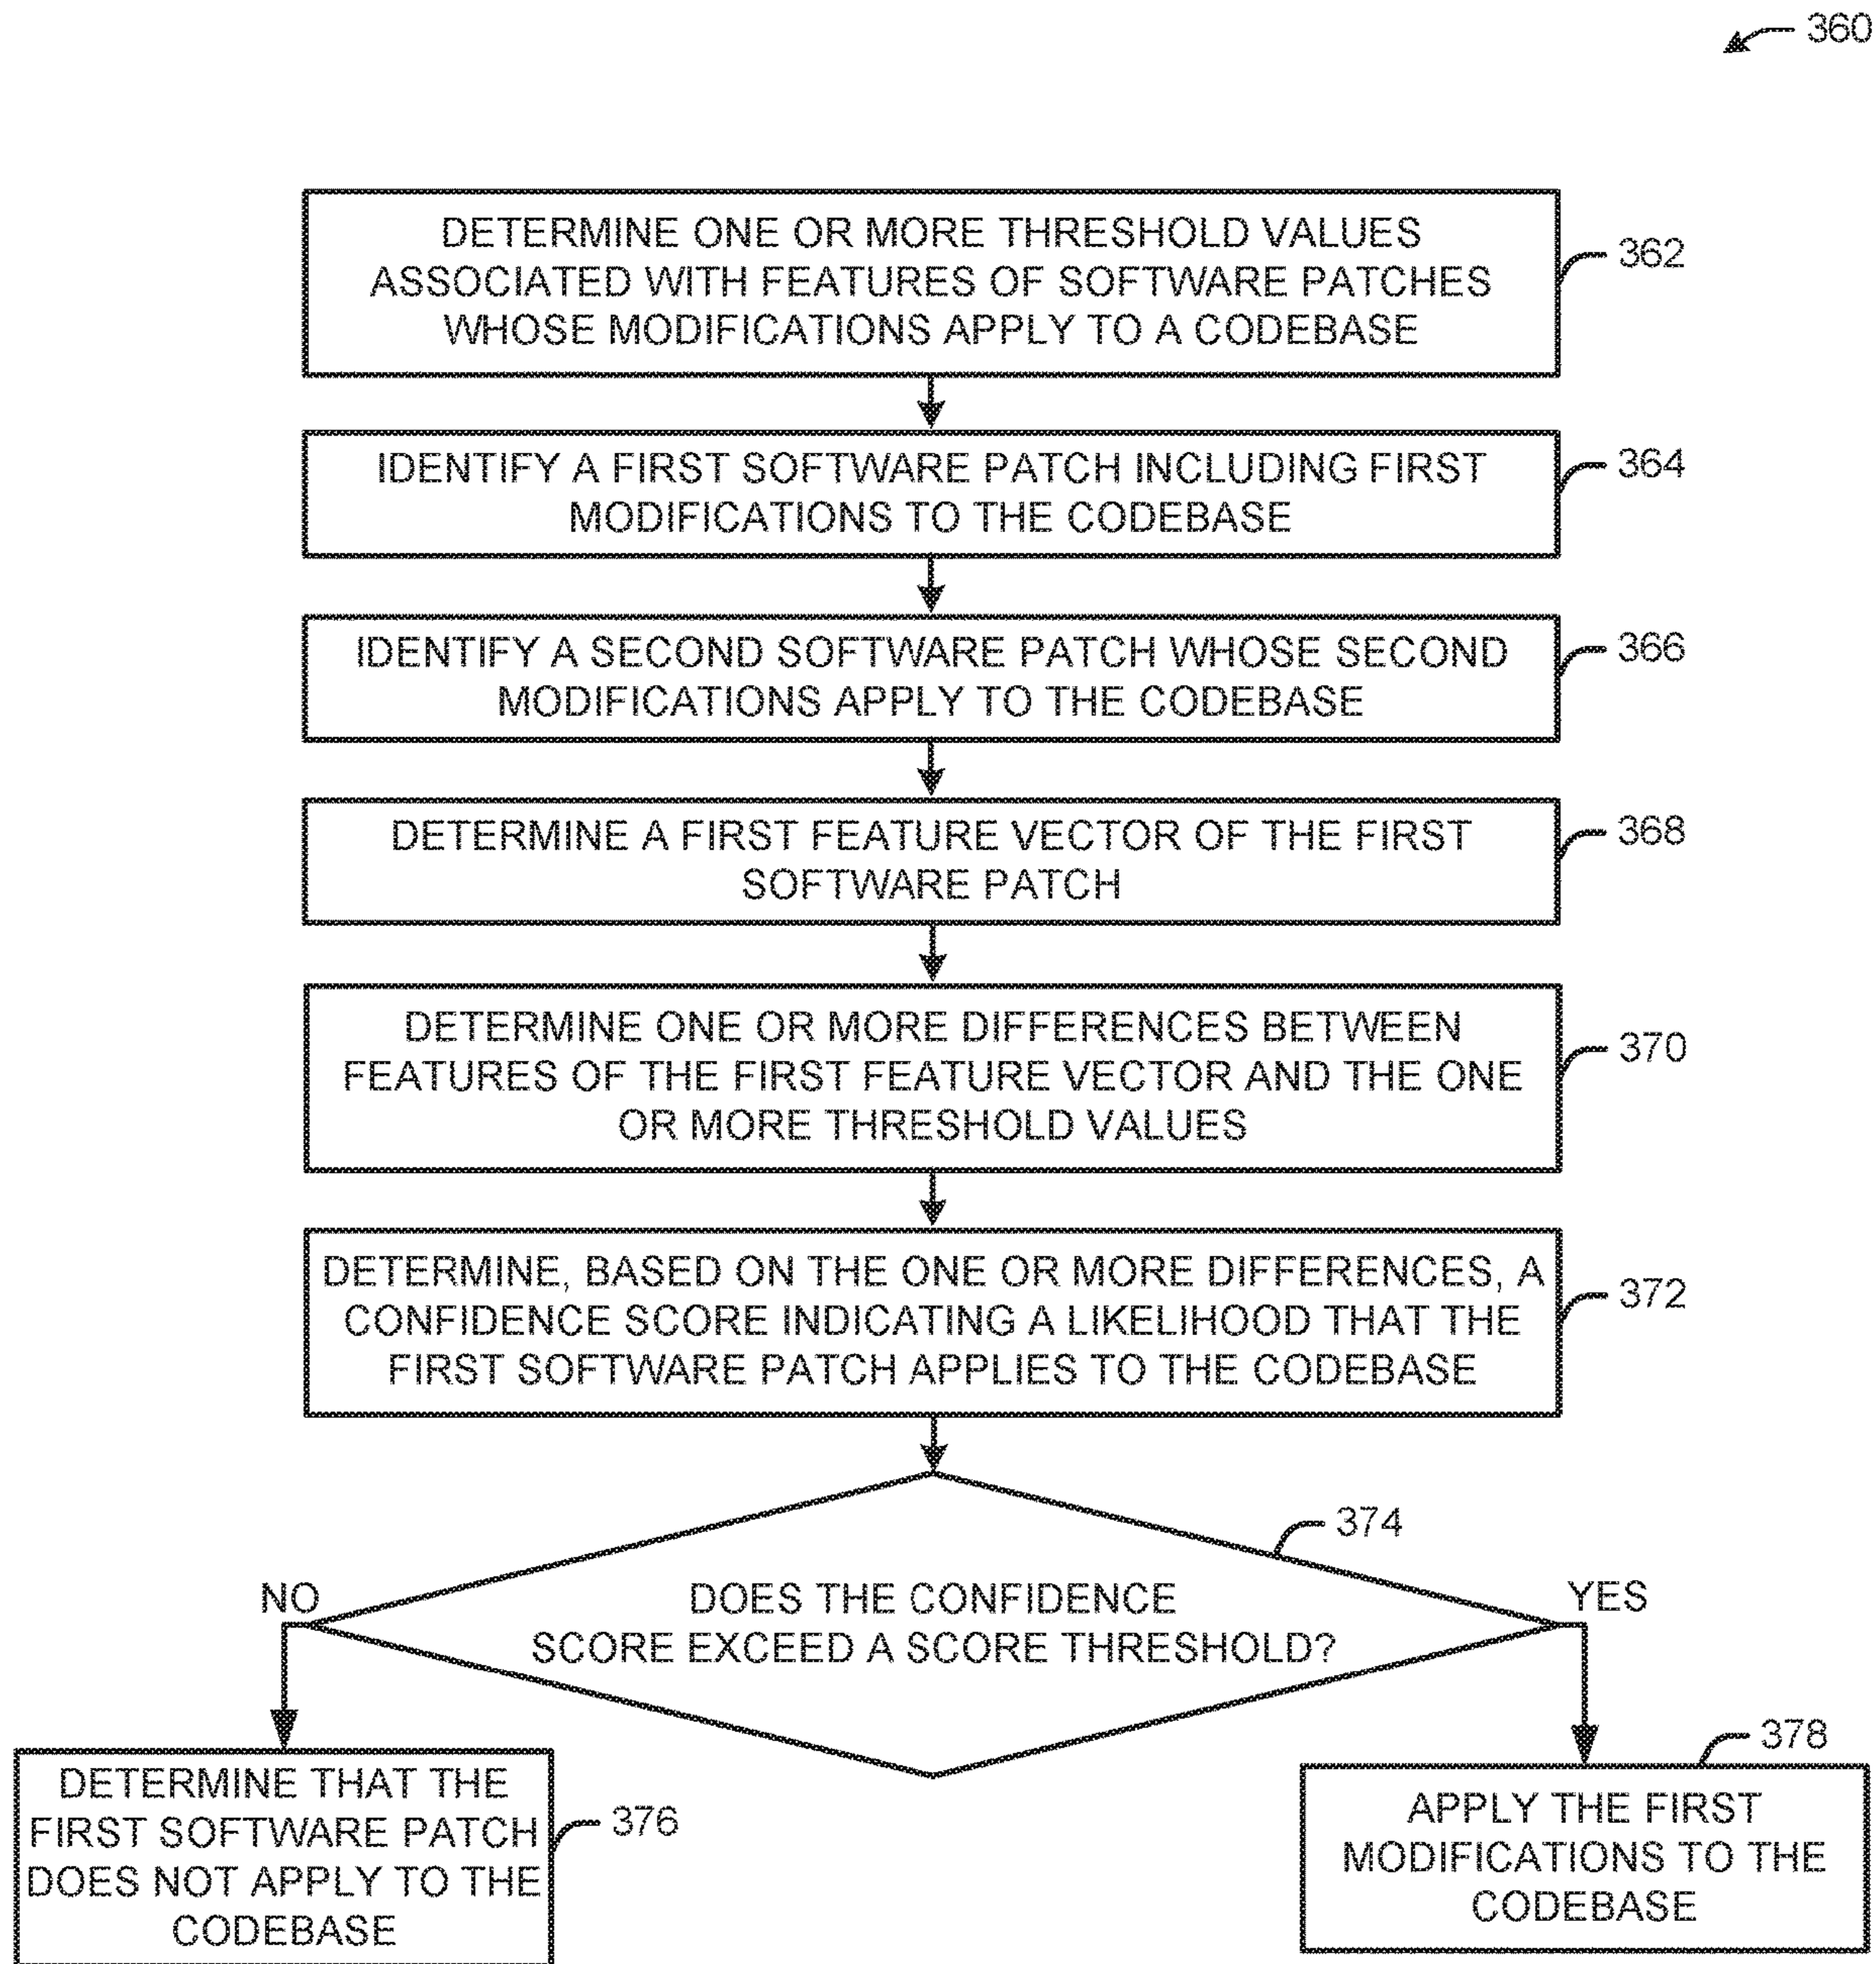 360
DETERMINE ONE OR MORE THRESHOLD VALUES
ASSOCIATED WITH FEATURES OF SOFTWARE PATCHES
WHOSE MODIFICATIONS APPLY TO A CODEBASE
362
IDENTIFY A FIRST SOFTWARE PATCH INCLUDING FIRST
MODIFICATIONS TO THE CODEBASE
364
IDENTIFY A SECOND SOFTWARE PATCH WHOSE SECOND
MODIFICATIONS APPLY TO THE CODEBASE
366
DETERMINE A FIRST FEATURE VECTOR OF THE FIRST
SOFTWARE PATCH
368
DETERMINE ONE OR MORE DIFFERENCES BETWEEN
FEATURES OF THE FIRST FEATURE VECTOR AND THE ONE
OR MORE THRESHOLD VALUES
370
DETERMINE, BASED ON THE ONE OR MORE DIFFERENCES, A
CONFIDENCE SCORE INDICATING A LIKELIHOOD THAT THE
FIRST SOFTWARE PATCH APPLIES TO THE CODEBASE
372
374
DOES THE CONFIDENCE
SCORE EXCEED A SCORE THRESHOLD?
NO
YES
DETERMINE THAT THE
FIRST SOFTWARE PATCH
DOES NOT APPLY TO THE
CODEBASE
376
378
APPLY THE FIRST
MODIFICATIONS TO THE
CODEBASE